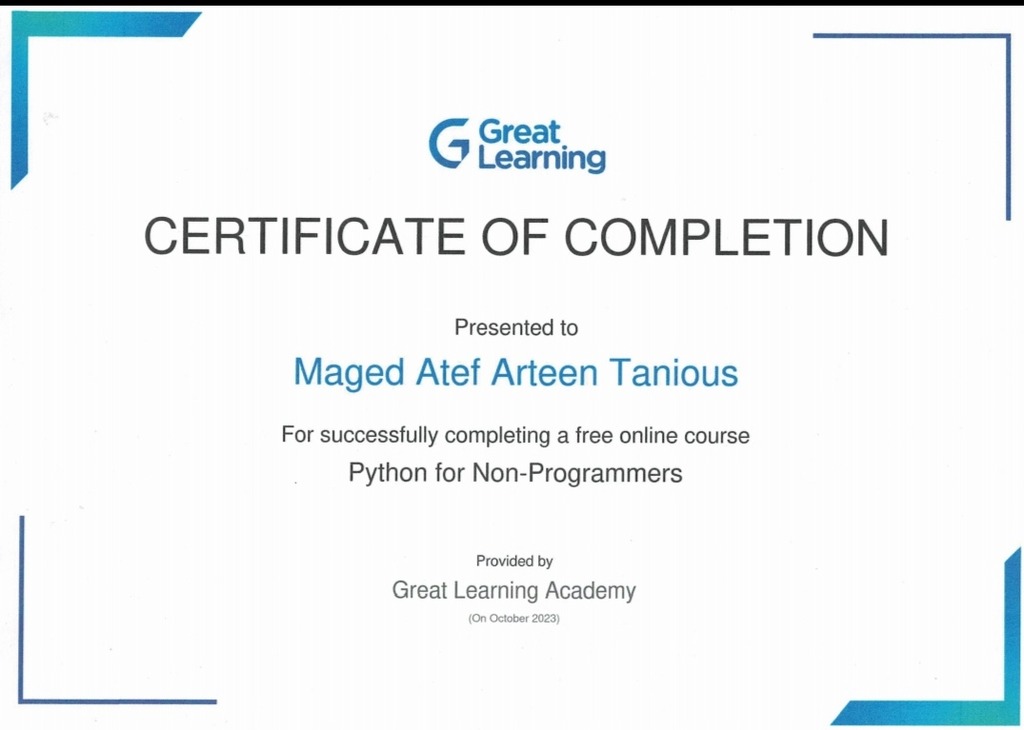 Great
Learning
CERTIFICATE OF COMPLETION
Presented to
Maged Atef Arteen Tanious
For successfully completing a free online course
Python for Non-Programmers
Provided by
Great Learning Academy
(On October 2023)